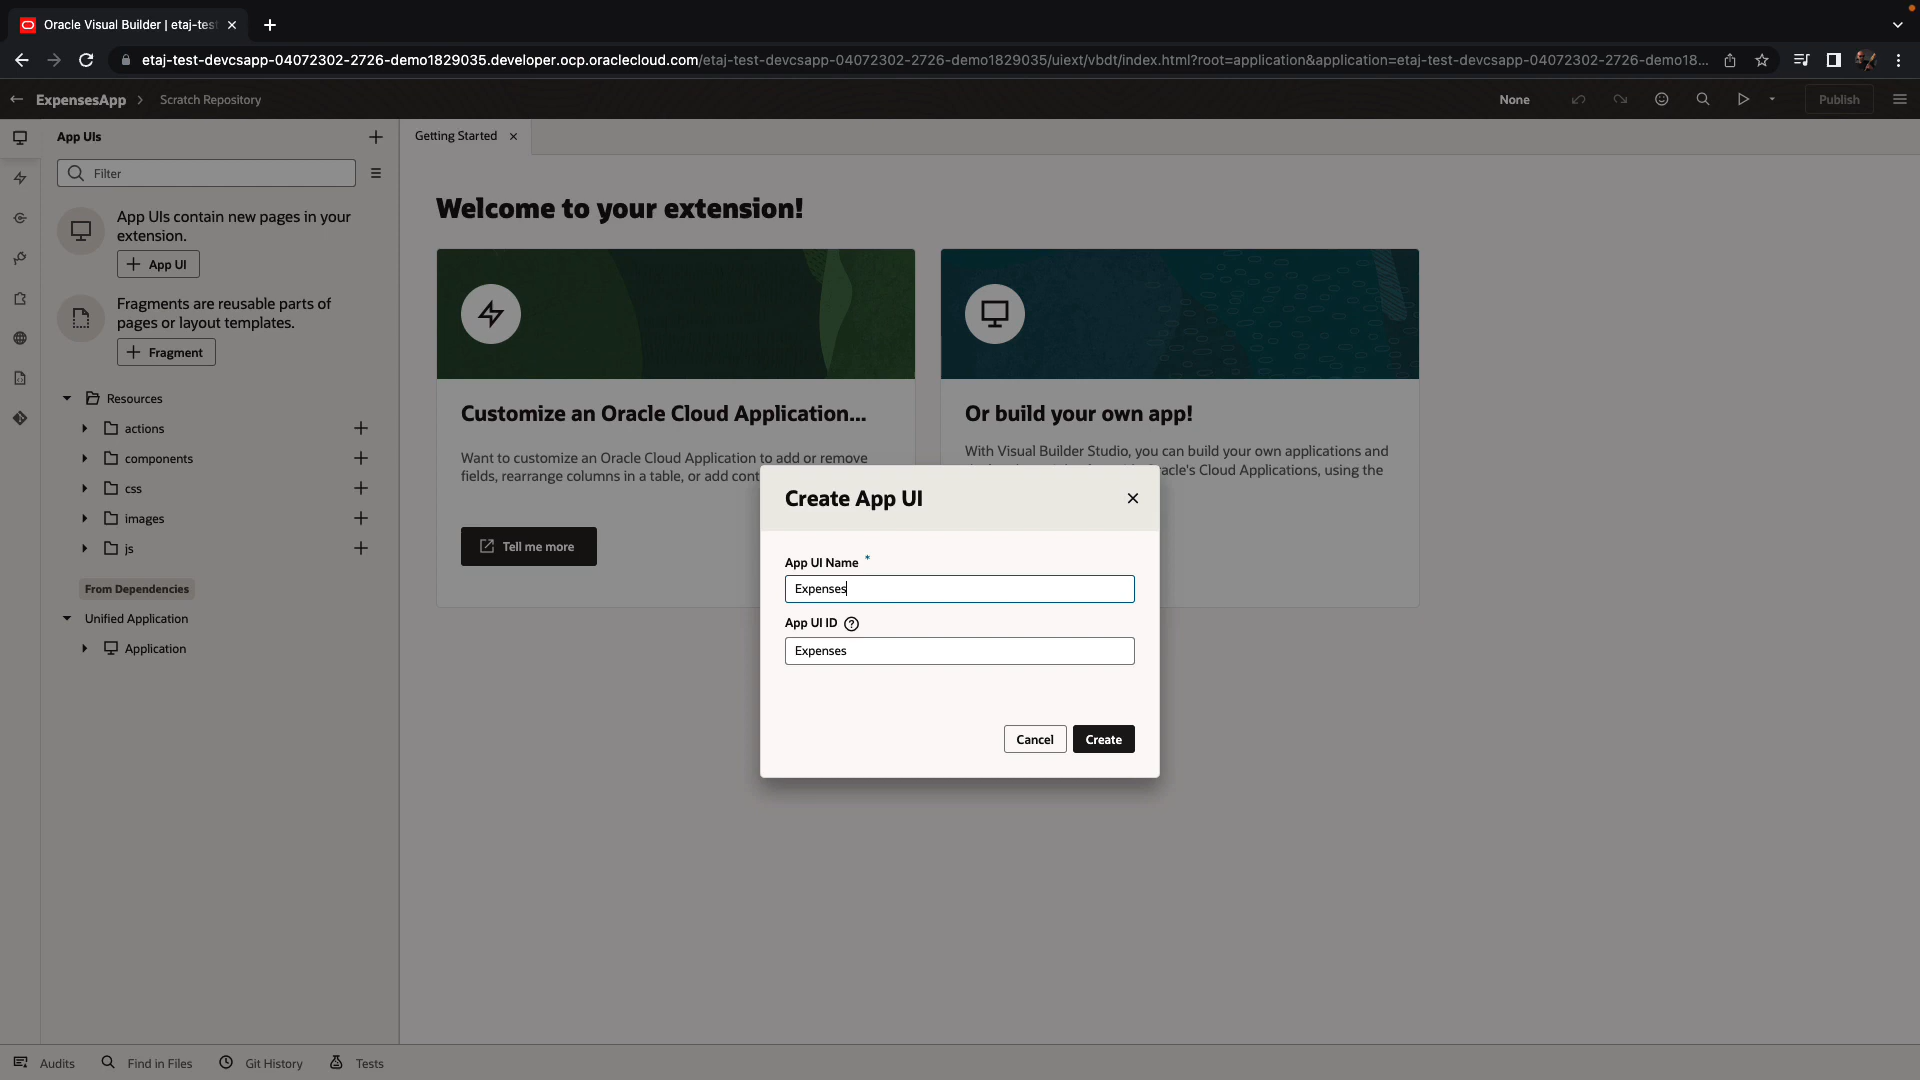 Oracle Visual Builder | etaj-test
etaj-test-devcsapp-04072302-2726-demo1829035.developer.ocp.oraclecloud.com/etaj-test-devcsapp-04072302-2726-demo1829035/uiext/vbdt/index.html?root=application&application=etaj-test-devcsapp-04072302-2726-demo18...
ExpensesApp
Scratch Repository
None
Publish
App UIs
Getting Started
Filter
App UIs contain new pages in your
extension.
App UI
Fragments are reusable parts of
pages or layout templates.
Fragment
Resources
actions
components
css
images
js
From Dependencies
Unified Application
Application
Welcome to your extension!
Customize an Oracle Cloud Application...
Want to customize an Oracle Cloud Application to add or remove
fields, rearrange columns in a table, or add
Tell me more
Or build your own app!
With Visual Builder Studio, you can build your own applications and
Oracle's Cloud Applications, using the
Create App UI
App UI Name *
Expenses
App UI ID
Expenses
Cancel
Create
Audits
Find in Files
Git History
Tests